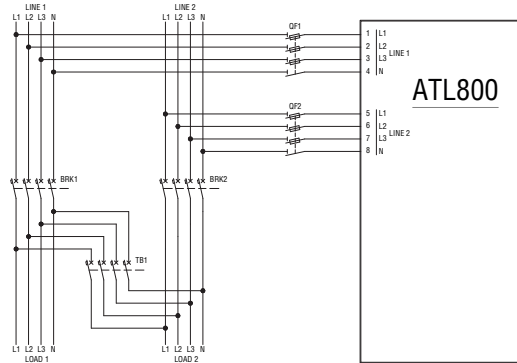 LINE 1
L1 L2 L3 N
LINE 2
L1 L2 L3 N
QF1
1 L1
2 L2
3 L3
4 N
LINE 1
ATL800
QF2
5 L1
6 L2
7 L3
8 N
LINE 2
BRK1
BRK2
TB1
L1 L2 L3 N
LOAD 1
L1 L2 L3 N
LOAD 2